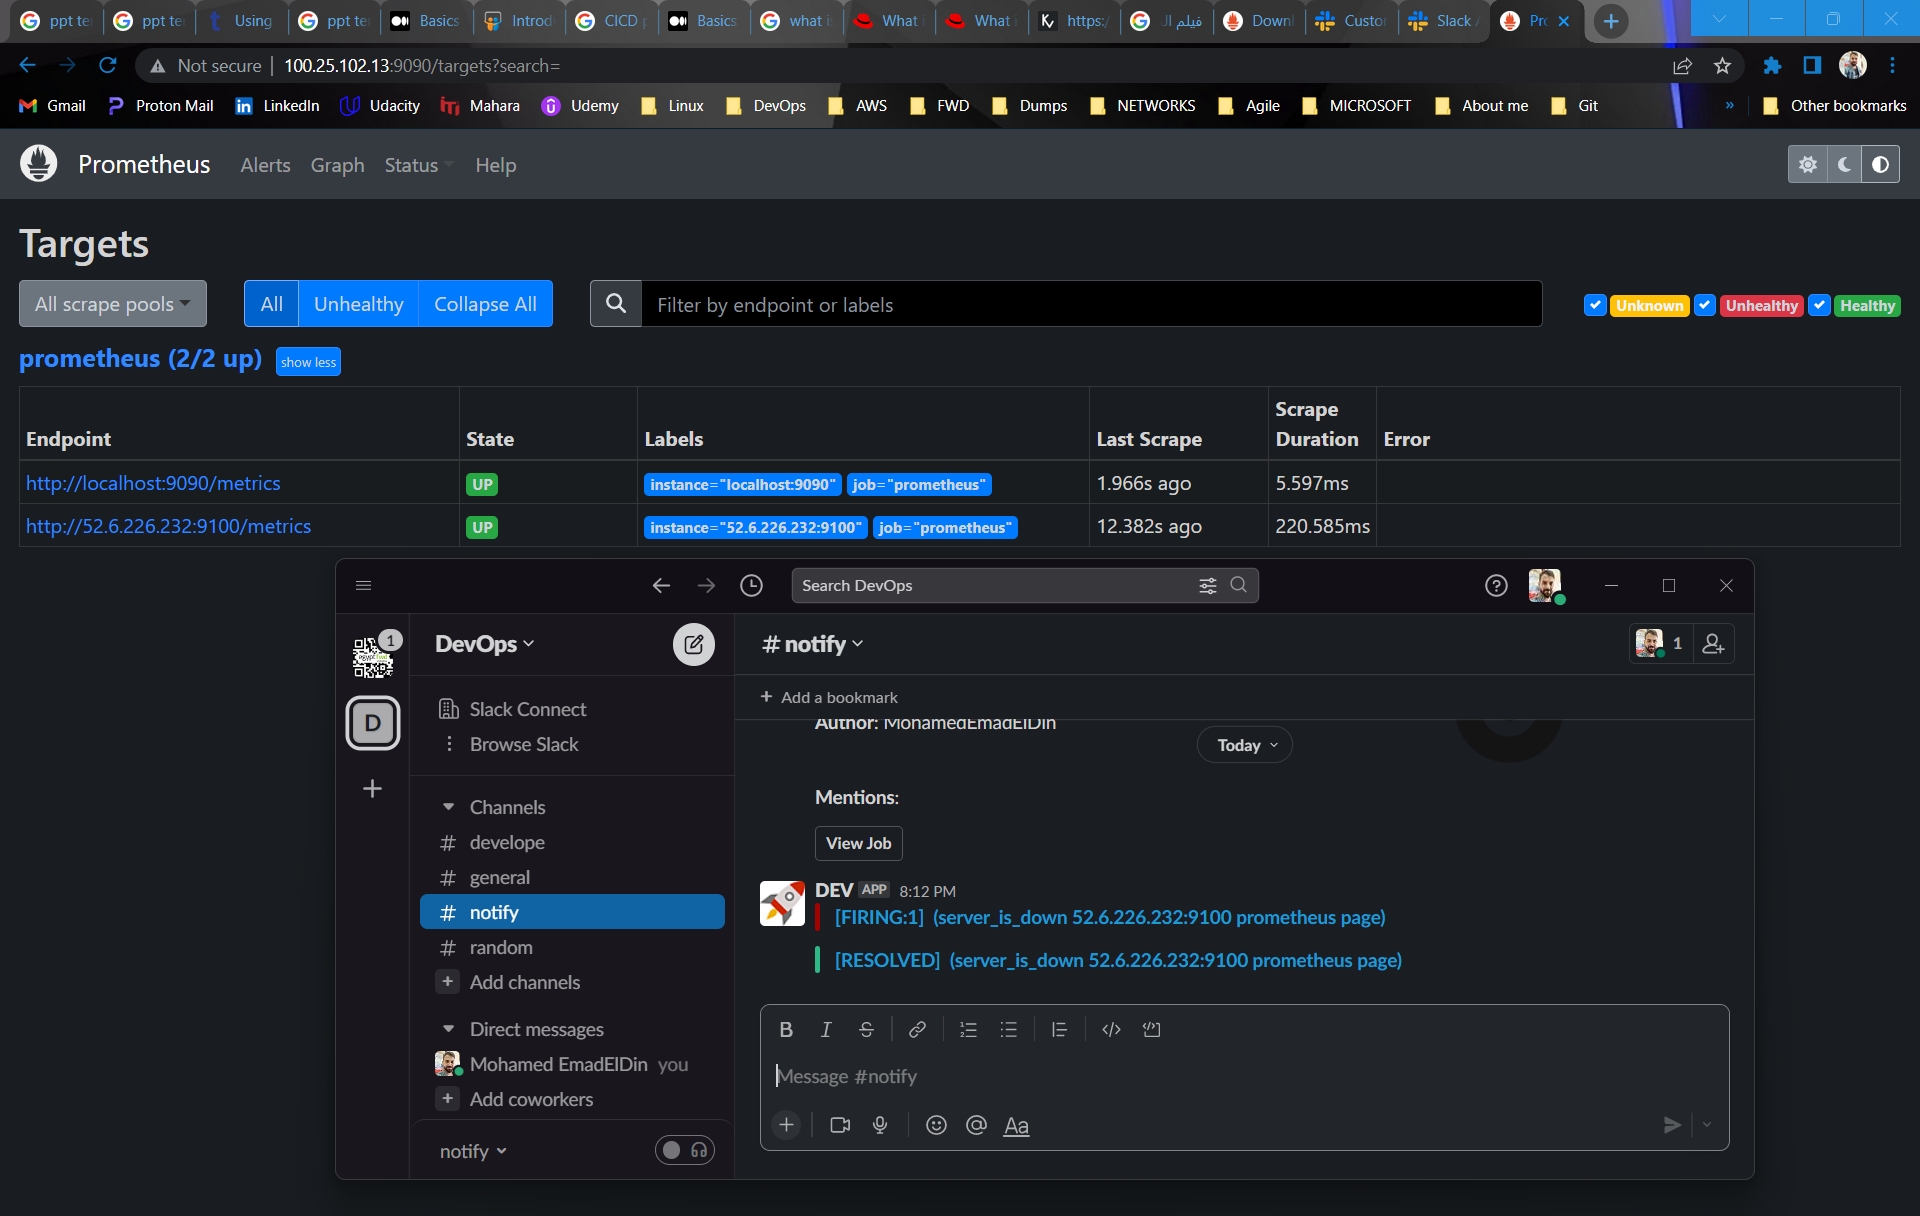 ppt te
ppt te
Using
ppt te
Basics
Introd
CICD p
Basics
what is
What i
What i
https:/
فيلم ال
Downl
Custor
Slack
Pro
Not secure
100.25.102.13:9090/targets?search=
Gmail
Proton Mail
LinkedIn
Udacity
Mahara
Udemy
Linux
DevOps
AWS
FWD
Dumps
NETWORKS
Agile
MICROSOFT
About me
Git
»
Other bookmarks
Prometheus
Alerts
Graph
Status
Help
Targets
All scrape pools
All
Unhealthy
Collapse All
Filter by endpoint or labels
Unknown
Unhealthy
Healthy
prometheus (2/2 up)
show less
Endpoint
State
Labels
Last Scrape
Scrape
Duration
Error
http://localhost:9090/metrics
UP
instance="localhost:9090"
job="prometheus"
1.966s ago
5.597ms
http://52.6.226.232:9100/metrics
UP
instance="52.6.226.232:9100"
job="prometheus"
12.382s ago
220.585ms
Search DevOps
1
D
DevOps
Slack Connect
Browse Slack
Channels
# develope
# general
# notify
# random
Add channels
Direct messages
Mohamed EmadElDin you
Add coworkers
notify
# notify
1
Add a bookmark
Author: MohamedEmadElDin
Today
Mentions:
View Job
DEV APP 8:12 PM
[FIRING:1] (server_is_down 52.6.226.232:9100 prometheus page)
[RESOLVED] (server_is_down 52.6.226.232:9100 prometheus page)
Message #notify
Aa